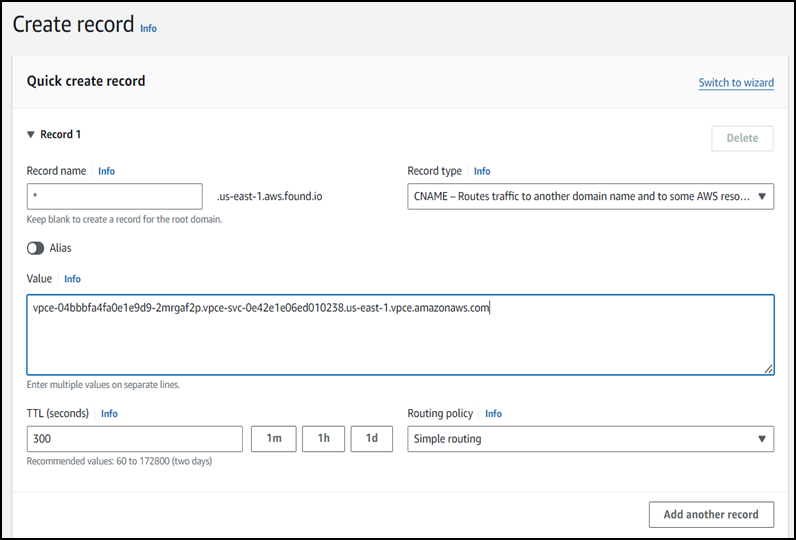 Create record Info
Quick create record
Switch to wizard
▼ Record 1
Delete
Record name Info
Record type Info
*
.us-east-1.aws.found.io
CNAME – Routes traffic to another domain name and to some AWS reso...
Keep blank to create a record for the root domain.
Alias
Value Info
vpce-04bbbfa4fa0e1e9d9-2mrgaf2p.vpce-svc-0e42e1e06ed010238.us-east-1.vpce.amazonaws.com
Enter multiple values on separate lines.
TTL (seconds) Info
Routing policy Info
300
1m
1h
1d
Simple routing
Recommended values: 60 to 172800 (two days)
Add another record